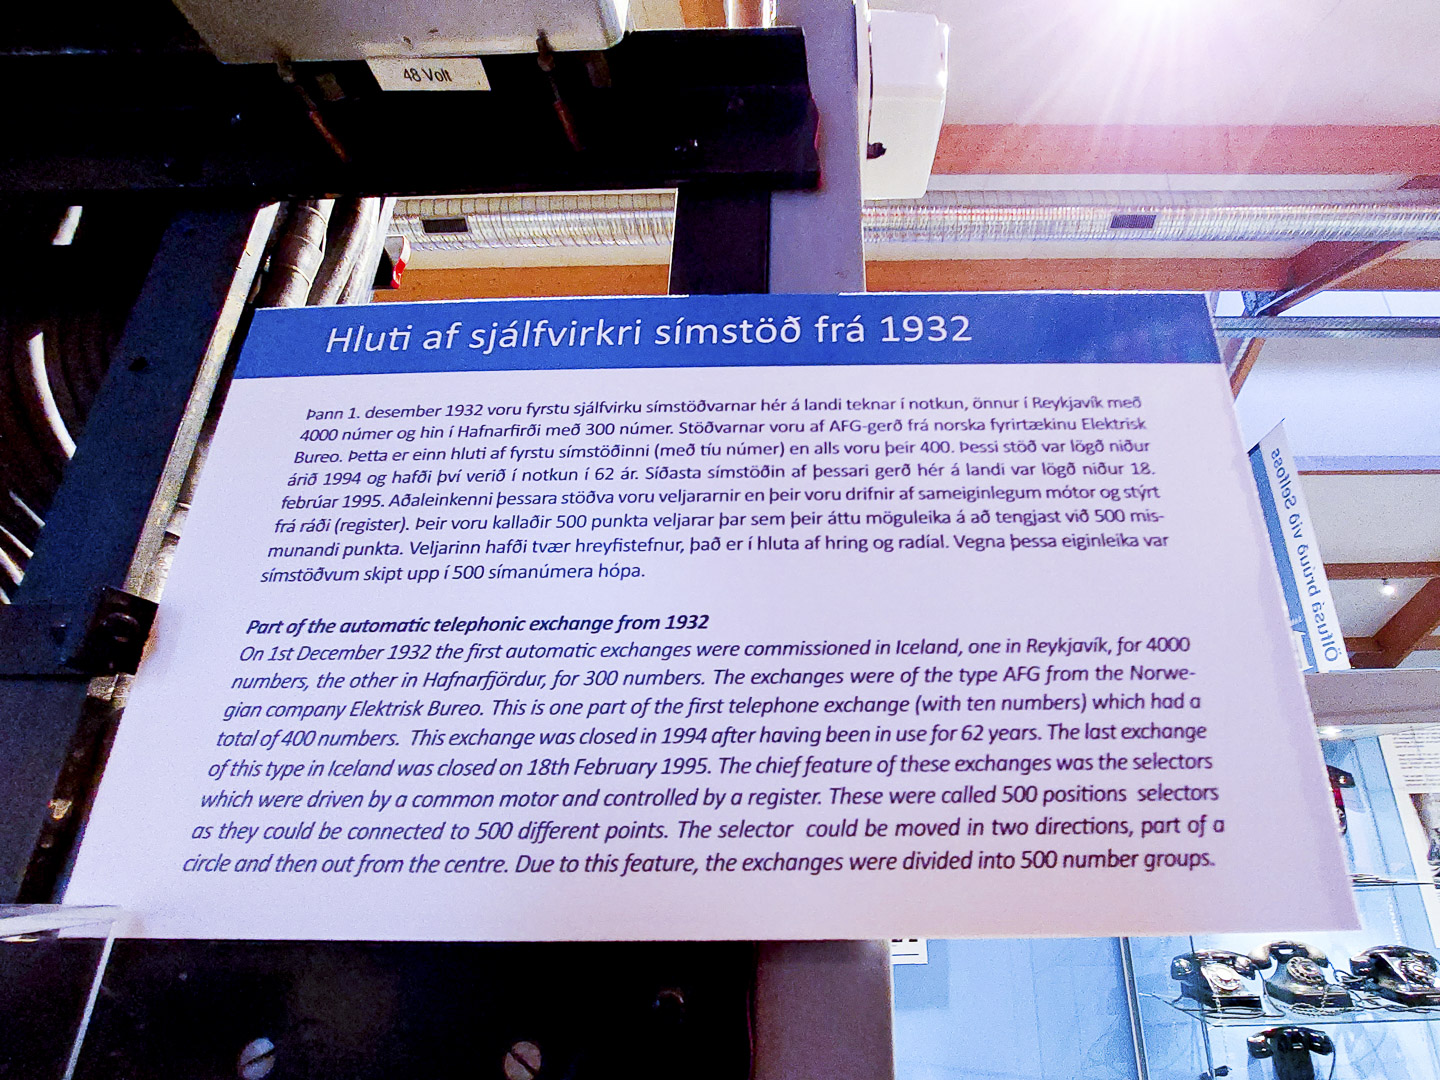 48 Volt
Hluti af sjálfvirkri símstöð frá 1932
Þann 1. desember 1932 voru fyrstu sjálfvirku símstöðvarnar hér á landi teknar í notkun, önnur í Reykjavík með
4000 númer og hin í Hafnarfirði með 300 númer. Stöðvarnar voru af AFG-gerð frá norska fyrirtækinu Elektrisk
Bureo. Þetta er einn hluti af fyrstu símstöðinni (með tíu númer) en alls voru þeir 400. Þessi stöð var lögð niður
árið 1994 og hafði því verið í notkun í 62 ár. Síðasta símstöðin af þessari gerð hér á landi var lögð niður 18.
febrúar 1995. Aðaleinkenni þessara stöðva voru veljararnir en þeir voru drifnir af sameiginlegum mótor og stýrt
frá ráði (register). Þeir voru kallaðir 500 punkta veljarar þar sem þeir áttu möguleika á að tengjast við 500 mis-
munandi punkta. Veljarinn hafði tvær hreyfistefnur, það er í hluta af hring og radíal. Vegna þessa eiginleika var
símstöðvum skipt upp í 500 símanúmera hópa.
Part of the automatic telephonic exchange from 1932
On 1st December 1932 the first automatic exchanges were commissioned in Iceland, one in Reykjavík, for 4000
numbers, the other in Hafnarfjördur, for 300 numbers. The exchanges were of the type AFG from the Norwe-
gian company Elektrisk Bureo. This is one part of the first telephone exchange (with ten numbers) which had a
total of 400 numbers. This exchange was closed in 1994 after having been in use for 62 years. The last exchange
of this type in Iceland was closed on 18th February 1995. The chief feature of these exchanges was the selectors
which were driven by a common motor and controlled by a register. These were called 500 positions selectors
as they could be connected to 500 different points. The selector could be moved in two directions, part of a
circle and then out from the centre. Due to this feature, the exchanges were divided into 500 number groups.
Ölfusá brúuð við Selfoss